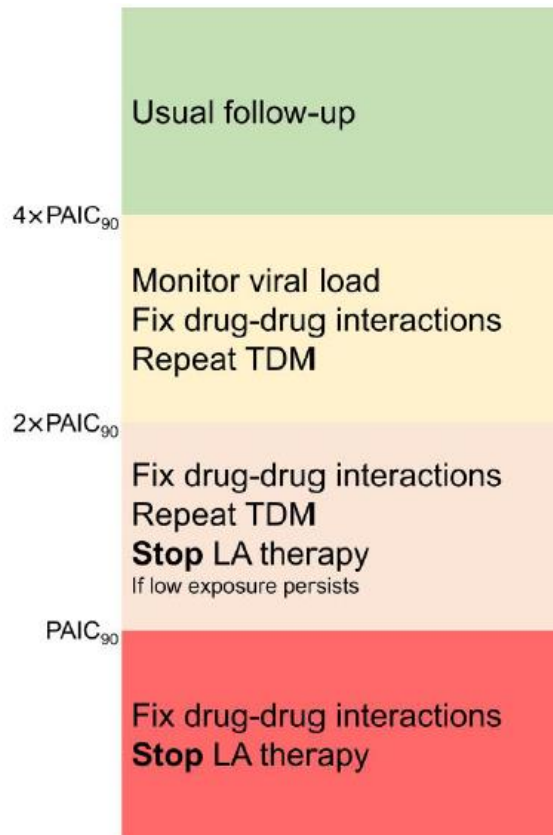 Usual follow-up
4×PAIC₉₀
Monitor viral load
Fix drug-drug interactions
Repeat TDM
2×PAIC₉₀
Fix drug-drug interactions
Repeat TDM
Stop LA therapy
If low exposure persists
PAIC₉₀
Fix drug-drug interactions
Stop LA therapy